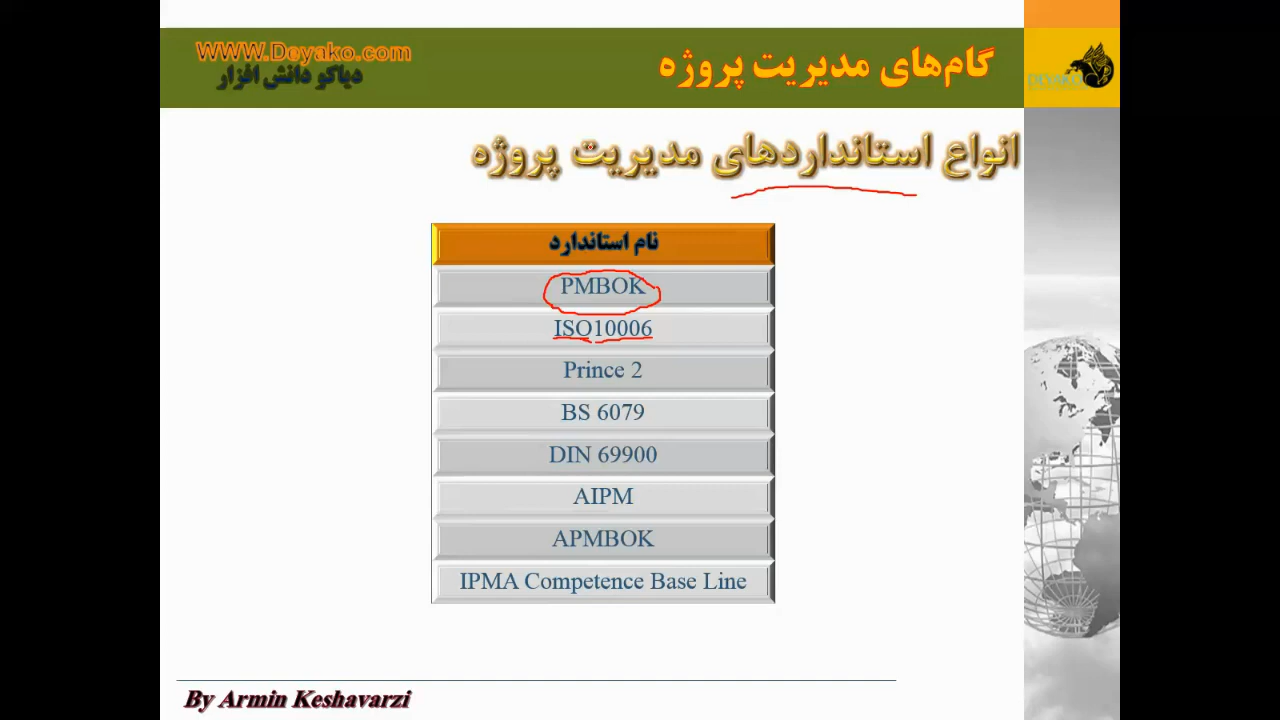 WWW.Deyako.com
دیاکو دانش افزار
گام‌های مدیریت پروژه
DEYAKO
انواع استانداردهای مدیریت پروژه
نام استاندارد
PMBOK
ISO10006
Prince 2
BS 6079
DIN 69900
AIPM
APMBOK
IPMA Competence Base Line
By Armin Keshavarzi